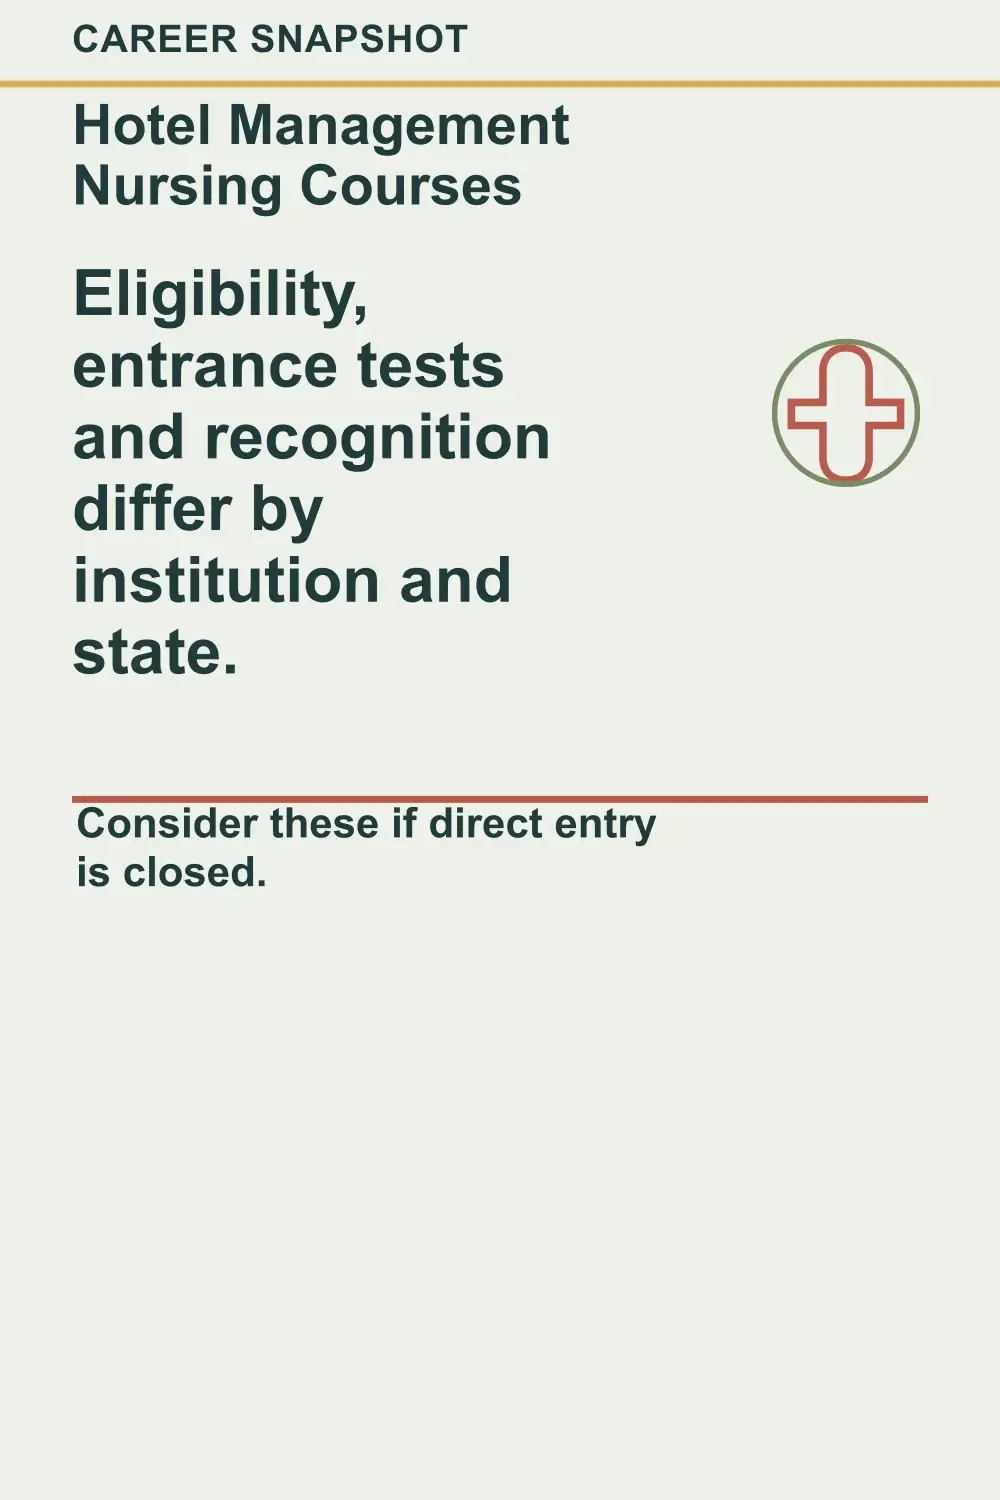 CAREER SNAPSHOT
Hotel Management
Nursing Courses
Eligibility,
entrance tests
and recognition
differ by
institution and
state.
Consider these if direct entry
is closed.